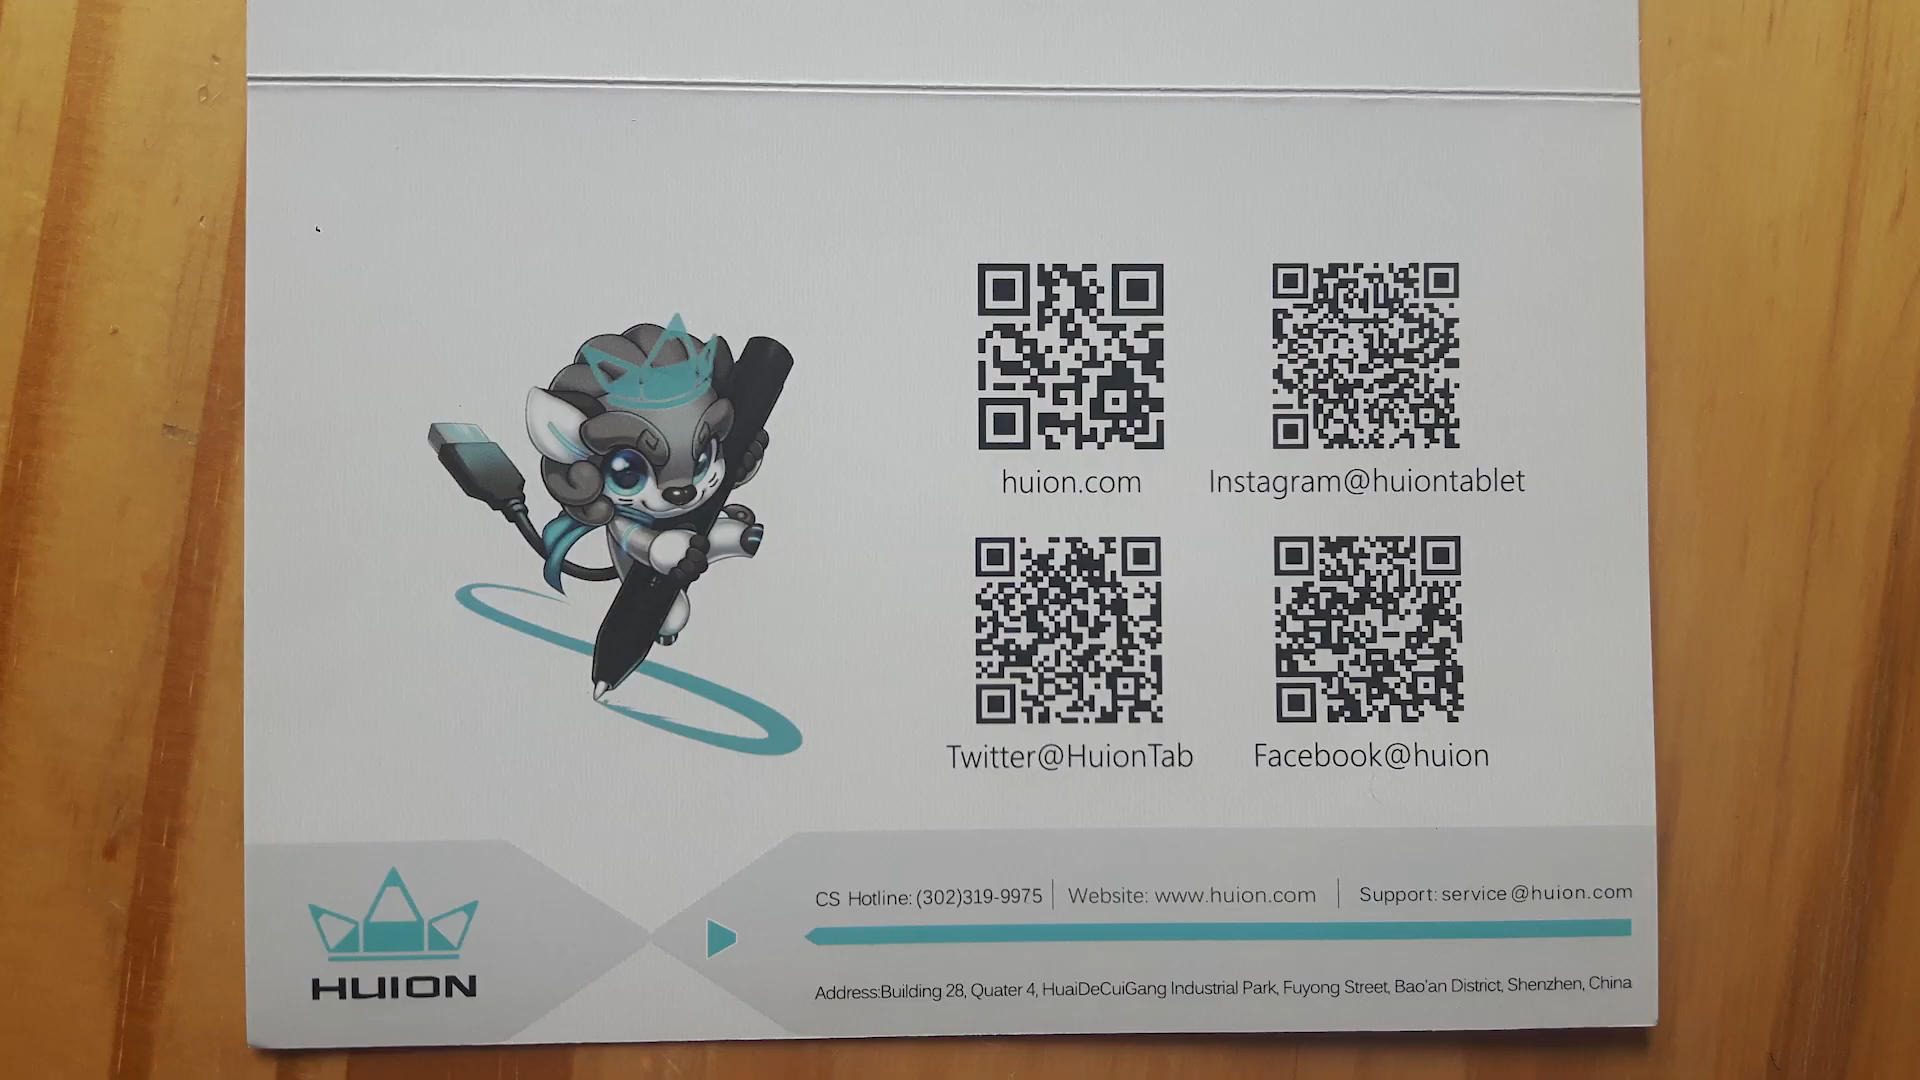 huion.com
Instagram@huiontablet
Twitter@HuionTab
Facebook@huion
HUION
CS Hotline:(302)319-9975 | Website: www.huion.com | Support: service@huion.com
Address:Building 28, Quater 4, HuaiDeCuiGang Industrial Park, Fuyong Street, Bao'an District, Shenzhen, China